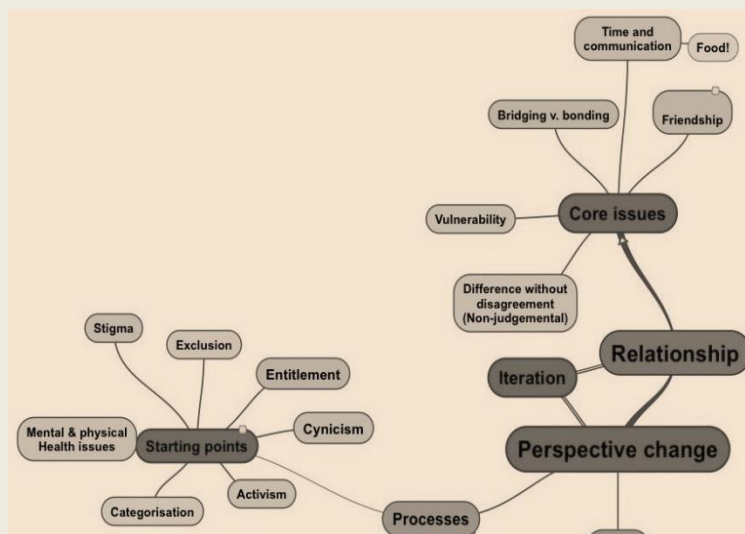 Time and
communication
Food!
Bridging v. bonding
Friendship
Vulnerability
Core issues
Difference without
disagreement
(Non-judgemental)
Stigma
Exclusion
Relationship
Iteration
Entitlement
Mental & physical
Health issues
Starting points
Cynicism
Perspective change
Activism
Categorisation
Processes